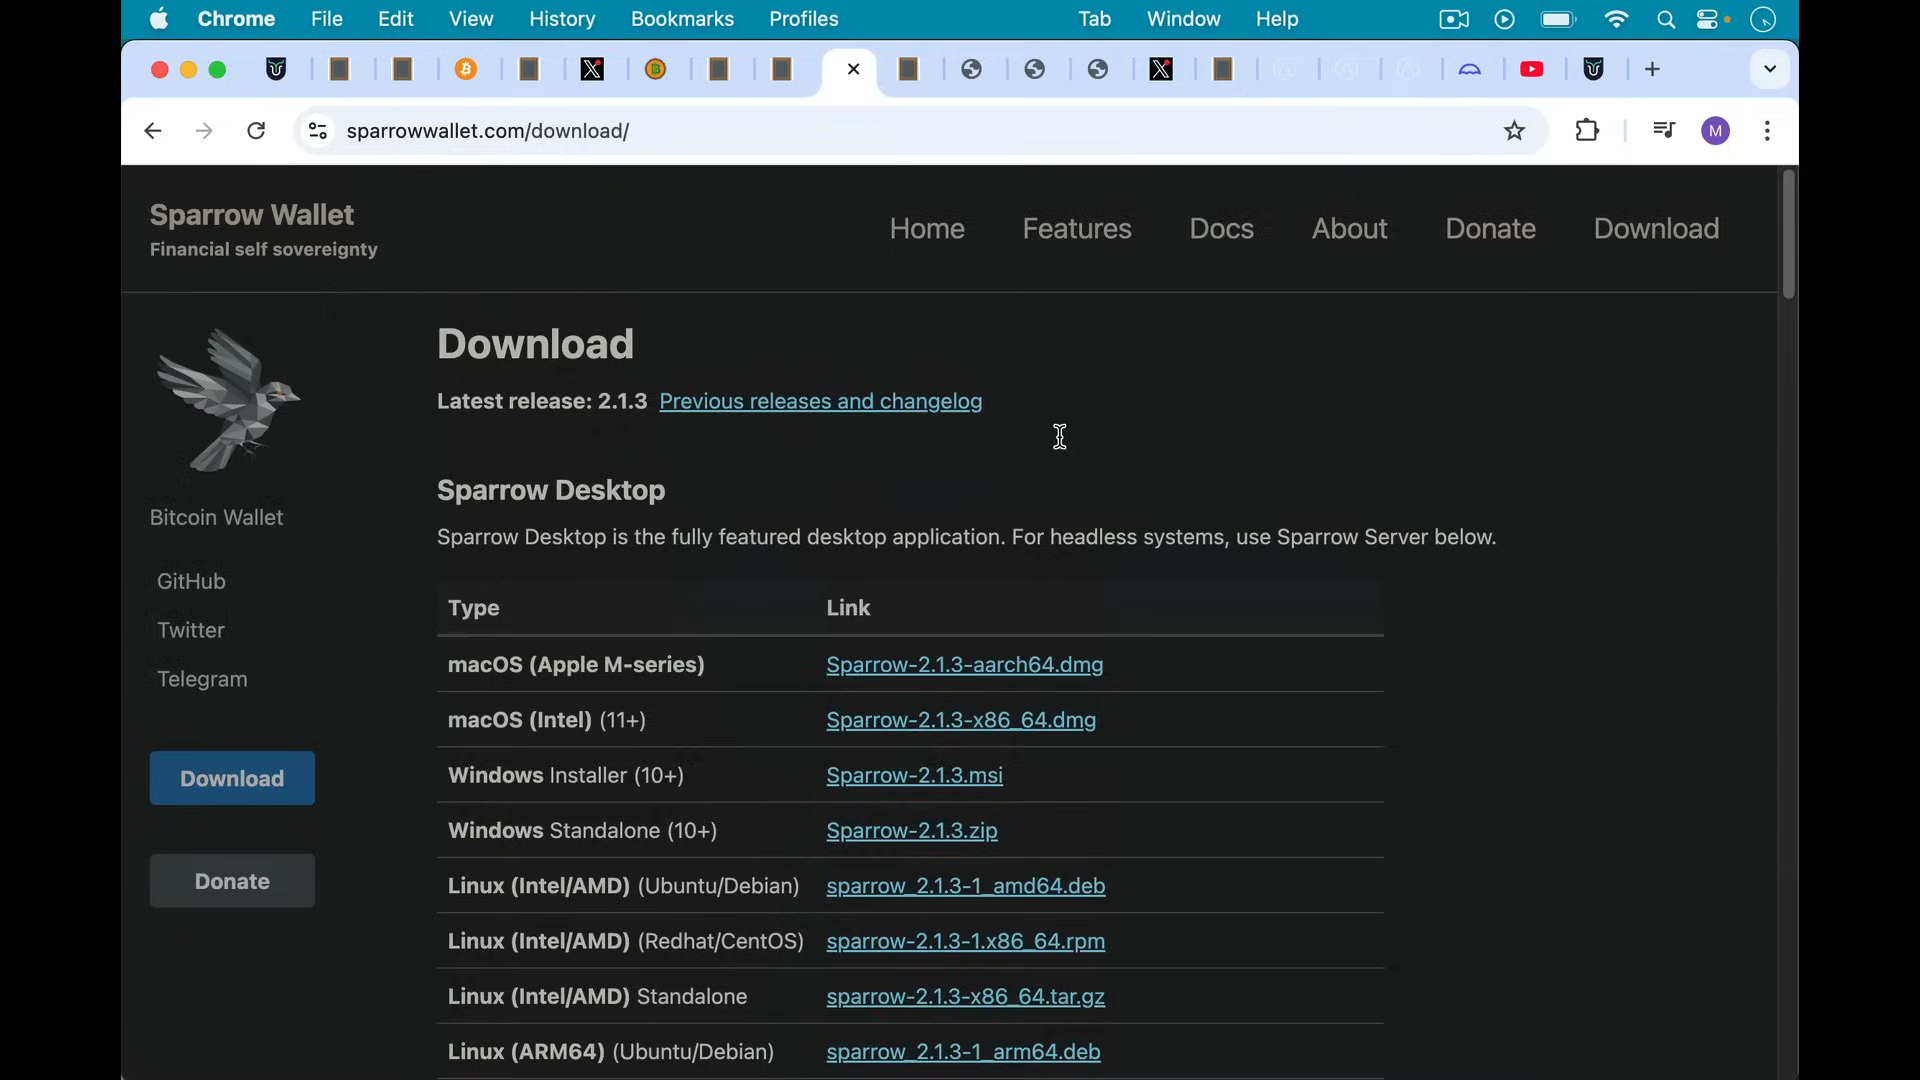 Chrome File Edit View History Bookmarks Profiles Tab Window Help
sparrowwallet.com/download/
M
Sparrow Wallet
Financial self sovereignty
Home Features Docs About Donate Download
Download
Latest release: 2.1.3 Previous releases and changelog
Sparrow Desktop
Bitcoin Wallet
Sparrow Desktop is the fully featured desktop application. For headless systems, use Sparrow Server below.
GitHub
Twitter
Telegram
Download
Donate
Type Link
macOS (Apple M-series) Sparrow-2.1.3-aarch64.dmg
macOS (Intel) (11+) Sparrow-2.1.3-x86_64.dmg
Windows Installer (10+) Sparrow-2.1.3.msi
Windows Standalone (10+) Sparrow-2.1.3.zip
Linux (Intel/AMD) (Ubuntu/Debian) sparrow_2.1.3-1_amd64.deb
Linux (Intel/AMD) (Redhat/CentOS) sparrow-2.1.3-1.x86_64.rpm
Linux (Intel/AMD) Standalone sparrow-2.1.3-x86_64.tar.gz
Linux (ARM64) (Ubuntu/Debian) sparrow_2.1.3-1_arm64.deb